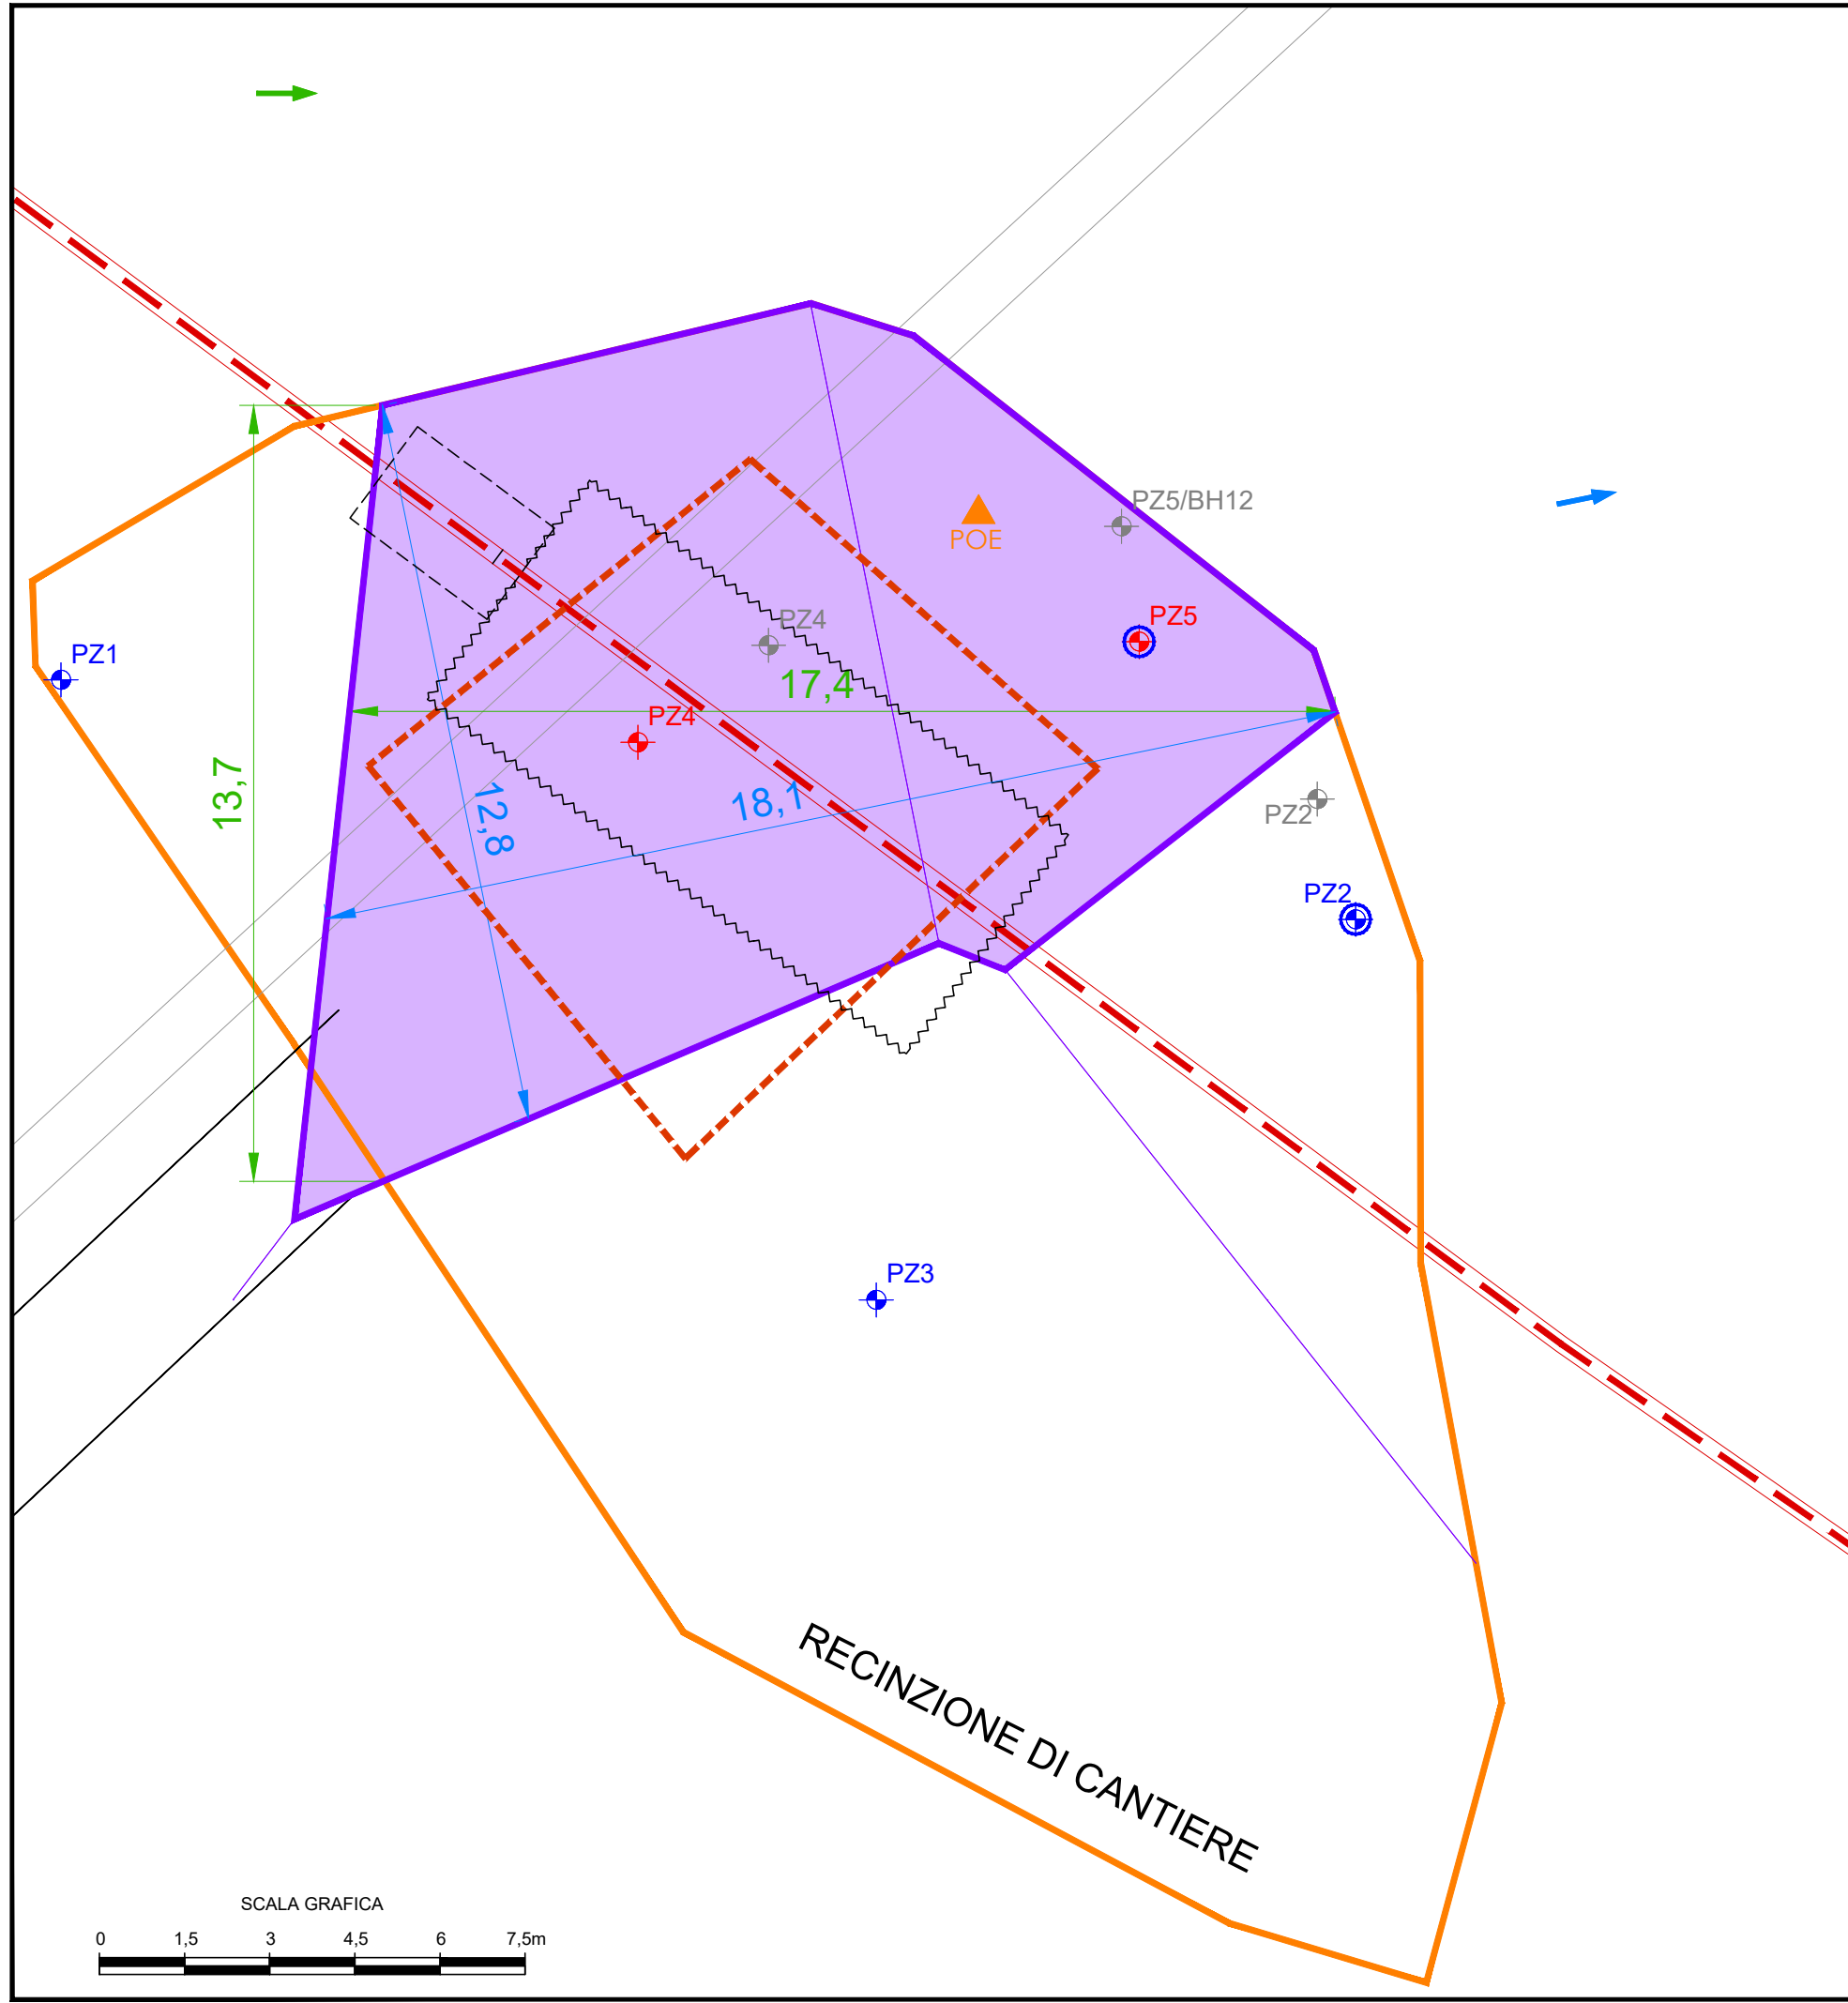 PZ5/BH12
POE
PZ4
PZ5
PZ1
17,4
PZ4
13,7
12,8
18,1
PZ2
PZ2
PZ3
RECINZIONE DI CANTIERE
SCALA GRAFICA
0 1,5 3 4,5 6 7,5m